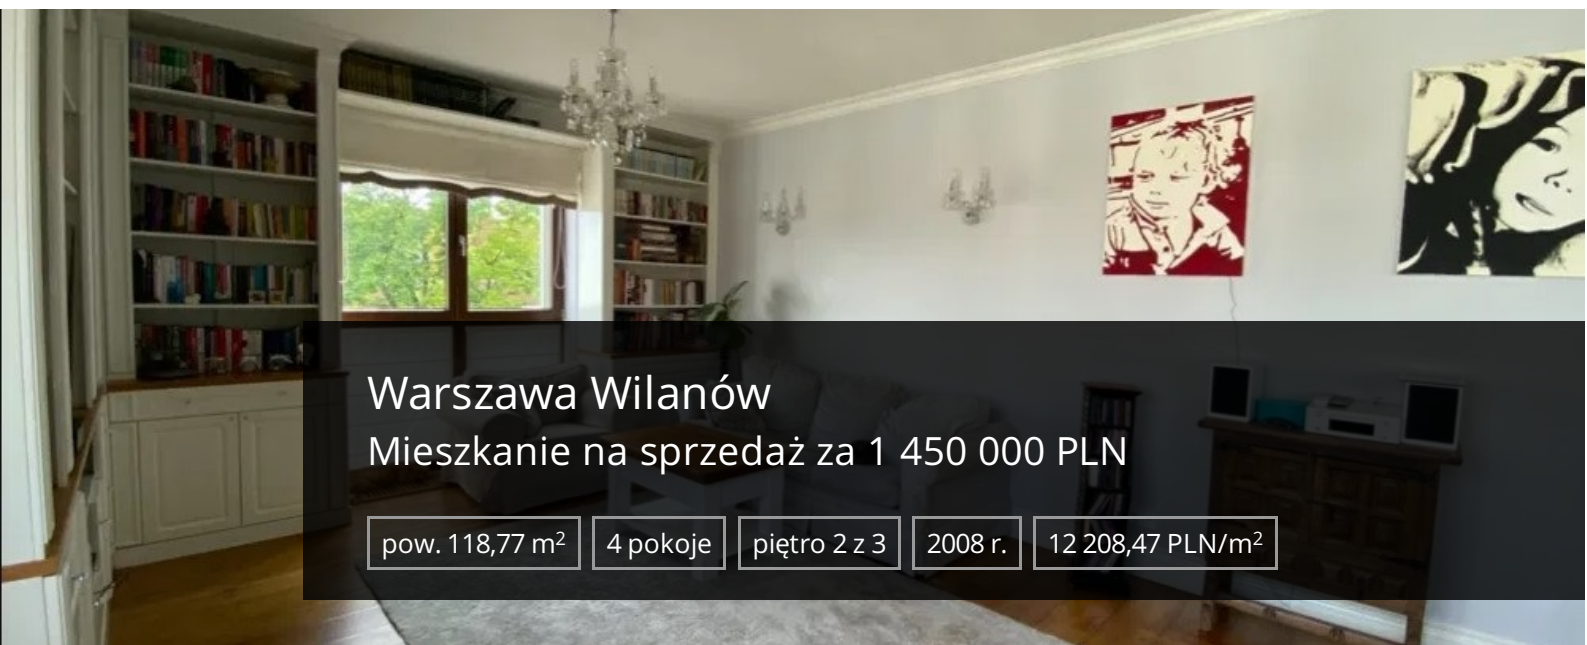 Warszawa Wilanów
Mieszkanie na sprzedaż za 1 450 000 PLN
pow. 118,77 m² 4 pokoje piętro 2 z 3 2008 r. 12 208,47 PLN/m²